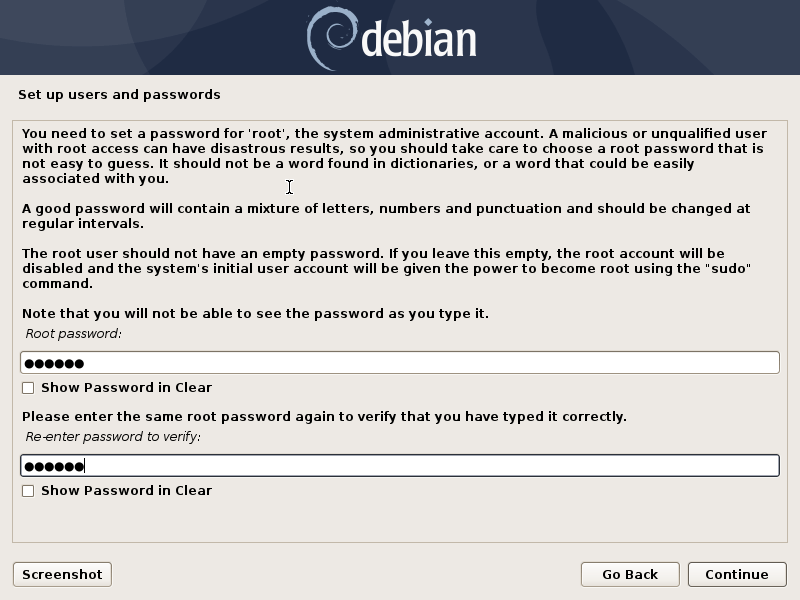 debian
Set up users and passwords
You need to set a password for 'root', the system administrative account. A malicious or unqualified user
with root access can have disastrous results, so you should take care to choose a root password that is
not easy to guess. It should not be a word found in dictionaries, or a word that could be easily
associated with you.
A good password will contain a mixture of letters, numbers and punctuation and should be changed at
regular intervals.
The root user should not have an empty password. If you leave this empty, the root account will be
disabled and the system's initial user account will be given the power to become root using the "sudo"
command.
Note that you will not be able to see the password as you type it.
Root password:
●●●●●●
Show Password in Clear
Please enter the same root password again to verify that you have typed it correctly.
Re-enter password to verify:
●●●●●●
Show Password in Clear
Screenshot
Go Back
Continue